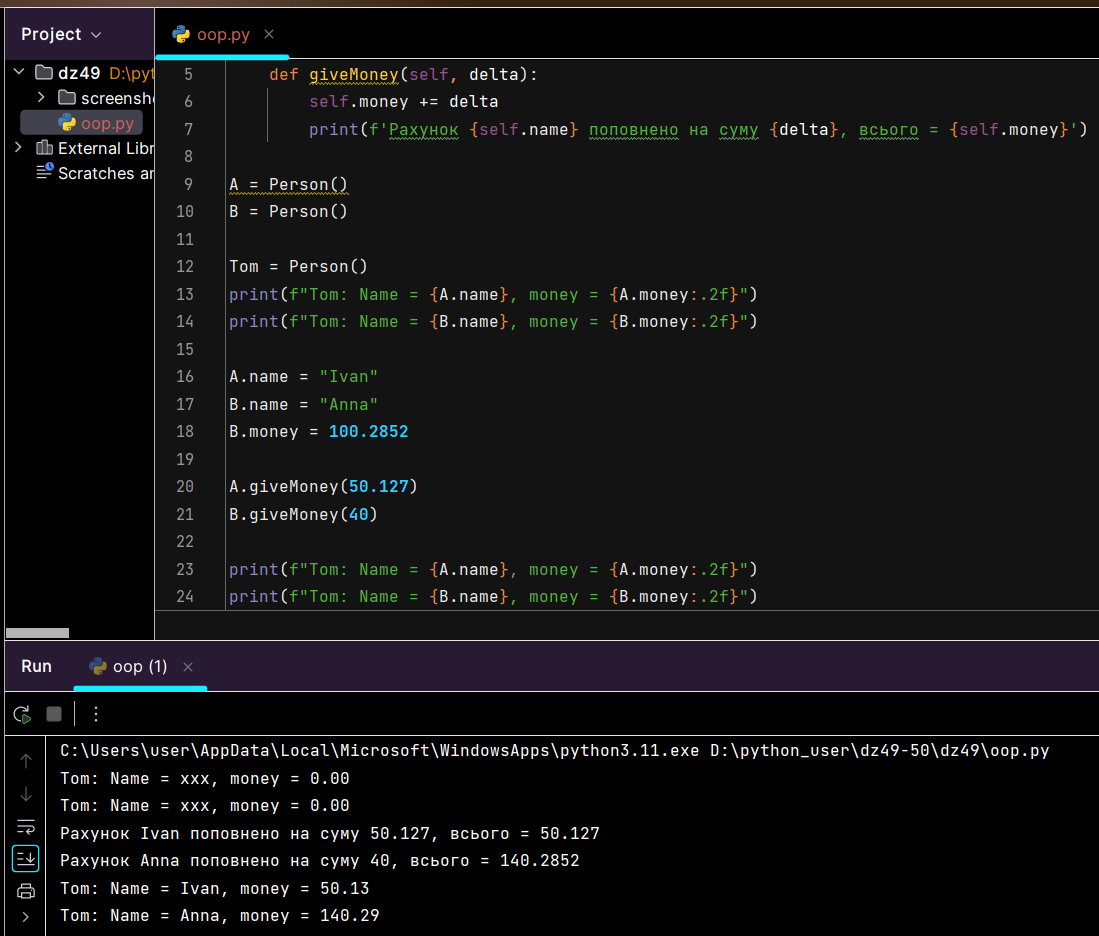 Project
oop.py
dz49 D:\pyt
screensh
oop.py
External Libr
Scratches ar
5 def giveMoney(self, delta):
6 self.money += delta
7 print(f'Рахунок {self.name} поповнено на суму {delta}, всього = {self.money}')
8
9 A = Person()
10 B = Person()
11
12 Tom = Person()
13 print(f"Tom: Name = {A.name}, money = {A.money:.2f}")
14 print(f"Tom: Name = {B.name}, money = {B.money:.2f}")
15
16 A.name = "Ivan"
17 B.name = "Anna"
18 B.money = 100.2852
19
20 A.giveMoney(50.127)
21 B.giveMoney(40)
22
23 print(f"Tom: Name = {A.name}, money = {A.money:.2f}")
24 print(f"Tom: Name = {B.name}, money = {B.money:.2f}")
Run oop (1)
C:\Users\user\AppData\Local\Microsoft\WindowsApps\python3.11.exe D:\python_user\dz49-50\dz49\oop.py
Tom: Name = xxx, money = 0.00
Tom: Name = xxx, money = 0.00
Рахунок Ivan поповнено на суму 50.127, всього = 50.127
Рахунок Anna поповнено на суму 40, всього = 140.2852
Tom: Name = Ivan, money = 50.13
Tom: Name = Anna, money = 140.29